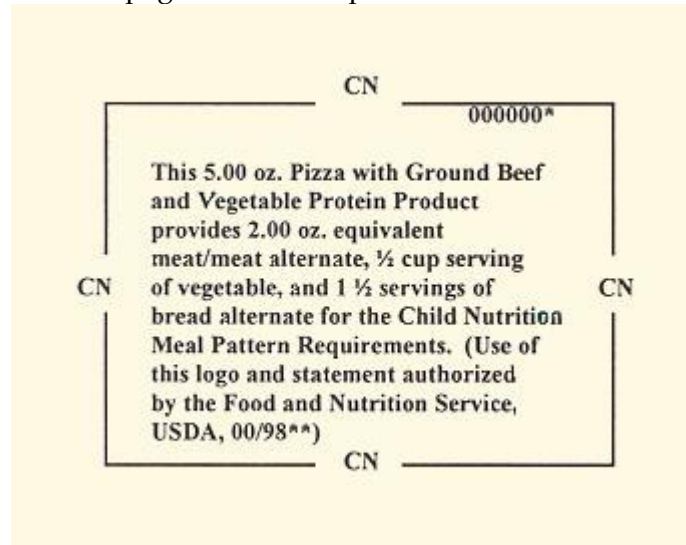 CN
000000*
This 5.00 oz. Pizza with Ground Beef
and Vegetable Protein Product
provides 2.00 oz. equivalent
meat/meat alternate, ½ cup serving
CN of vegetable, and 1 ½ servings of CN
bread alternate for the Child Nutrition
Meal Pattern Requirements. (Use of
this logo and statement authorized
by the Food and Nutrition Service,
USDA, 00/98**)
CN